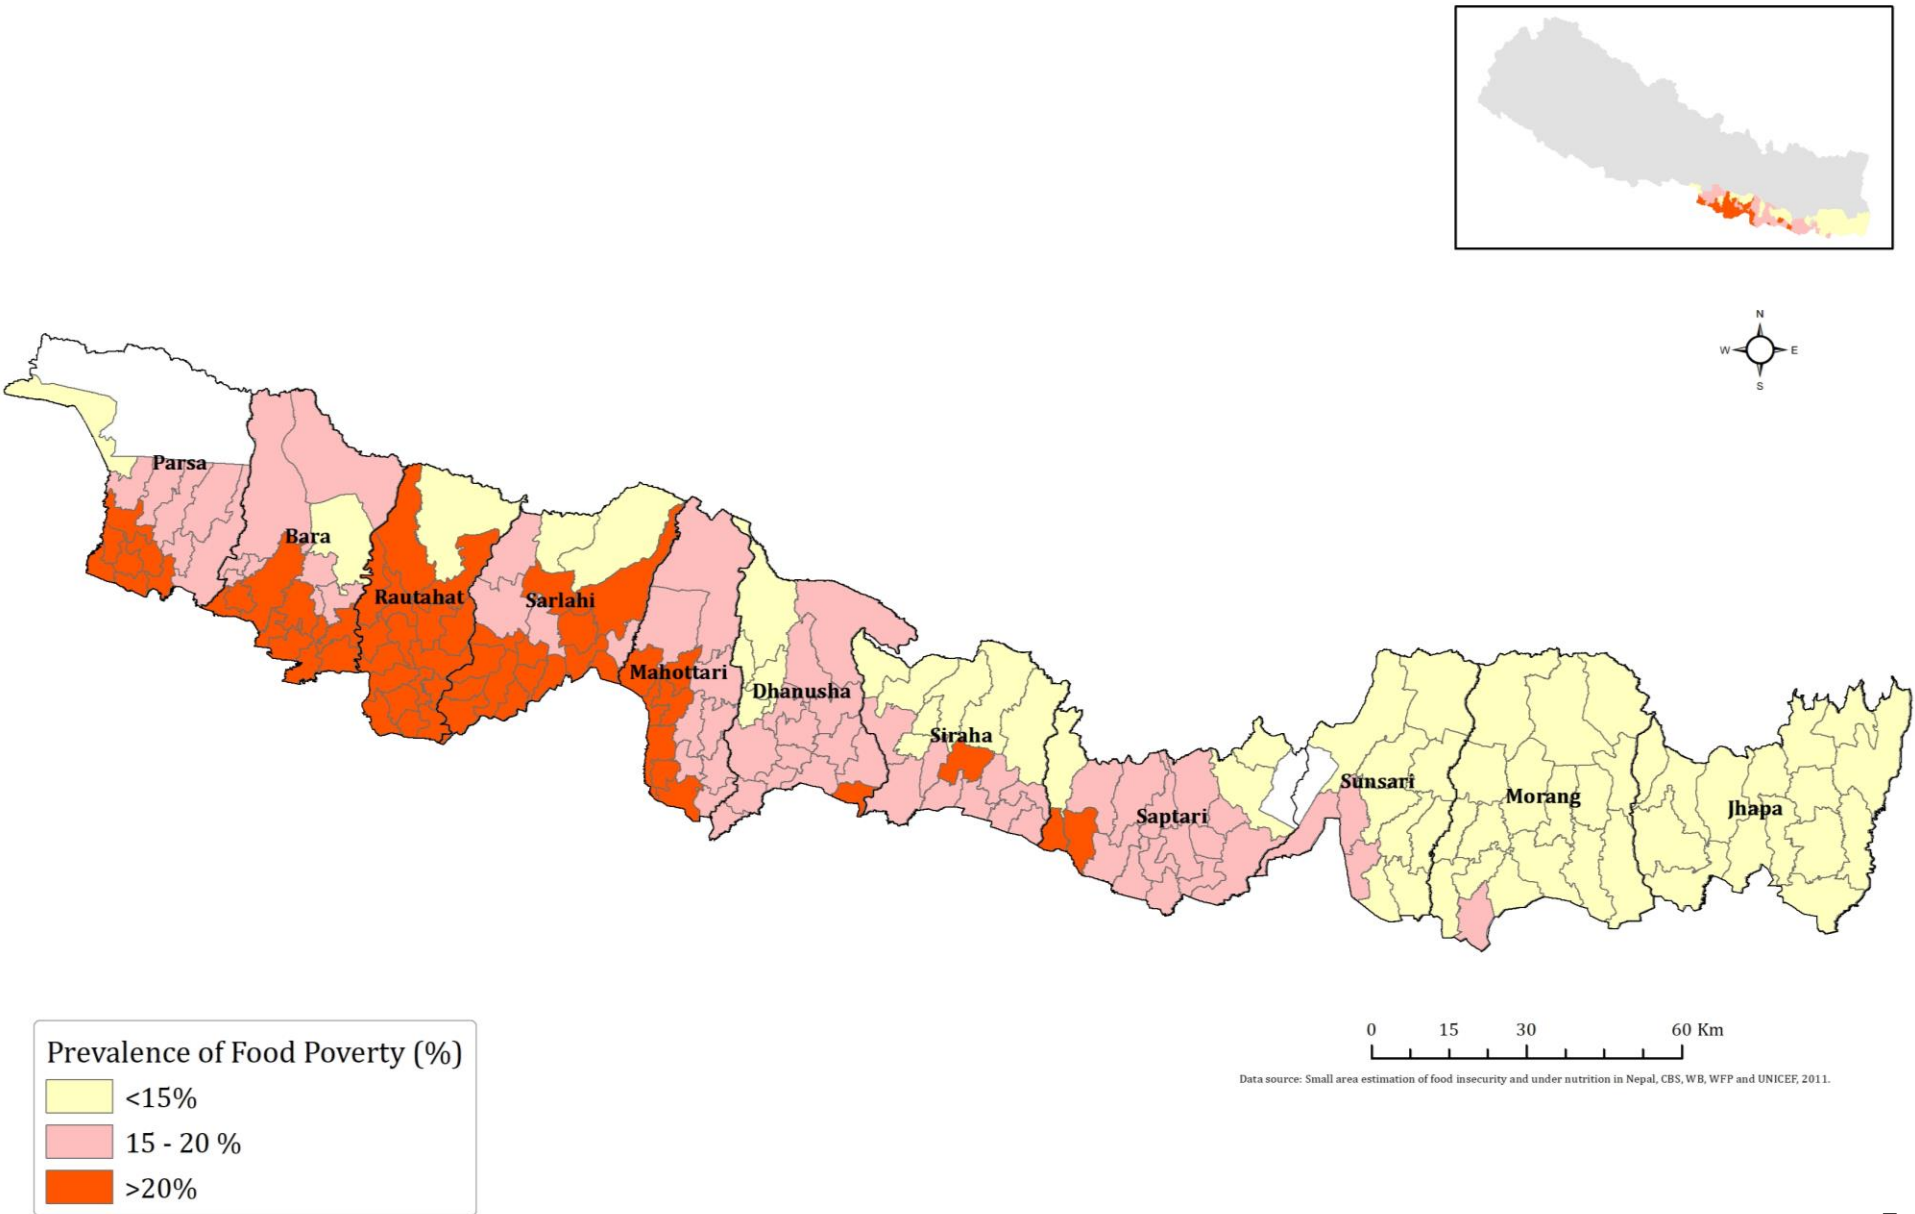 N
W E
S
Parsa
Bara
Rautahat
Sarlahi
Mahottari
Dhanusha
Siraha
Saptari
Sunsari
Morang
Jhapa
Prevalence of Food Poverty (%)
<15%
15 - 20 %
>20%
0 15 30 60 Km
Data source: Small area estimation of food insecurity and under nutrition in Nepal, CBS, WB, WFP and UNICEF, 2011.